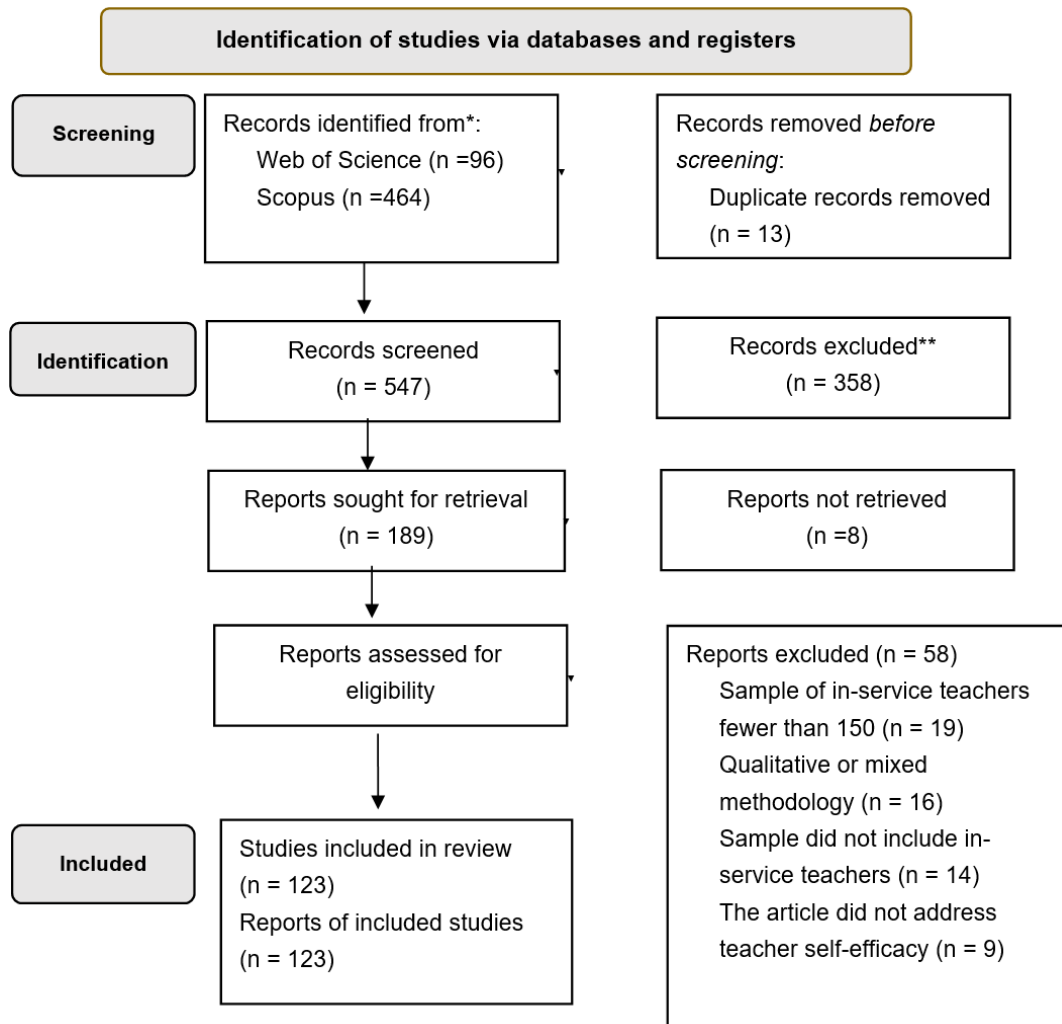 Identification of studies via databases and registers
Screening
Records identified from*:
Web of Science (n =96)
Scopus (n =464)
Records removed before
screening:
Duplicate records removed
(n = 13)
Identification
Records screened
(n = 547)
Records excluded**
(n = 358)
Reports sought for retrieval
(n = 189)
Reports not retrieved
(n =8)
Reports assessed for
eligibility
Reports excluded (n = 58)
Sample of in-service teachers
fewer than 150 (n = 19)
Qualitative or mixed
methodology (n = 16)
Sample did not include in-
service teachers (n = 14)
The article did not address
teacher self-efficacy (n = 9)
Included
Studies included in review
(n = 123)
Reports of included studies
(n = 123)